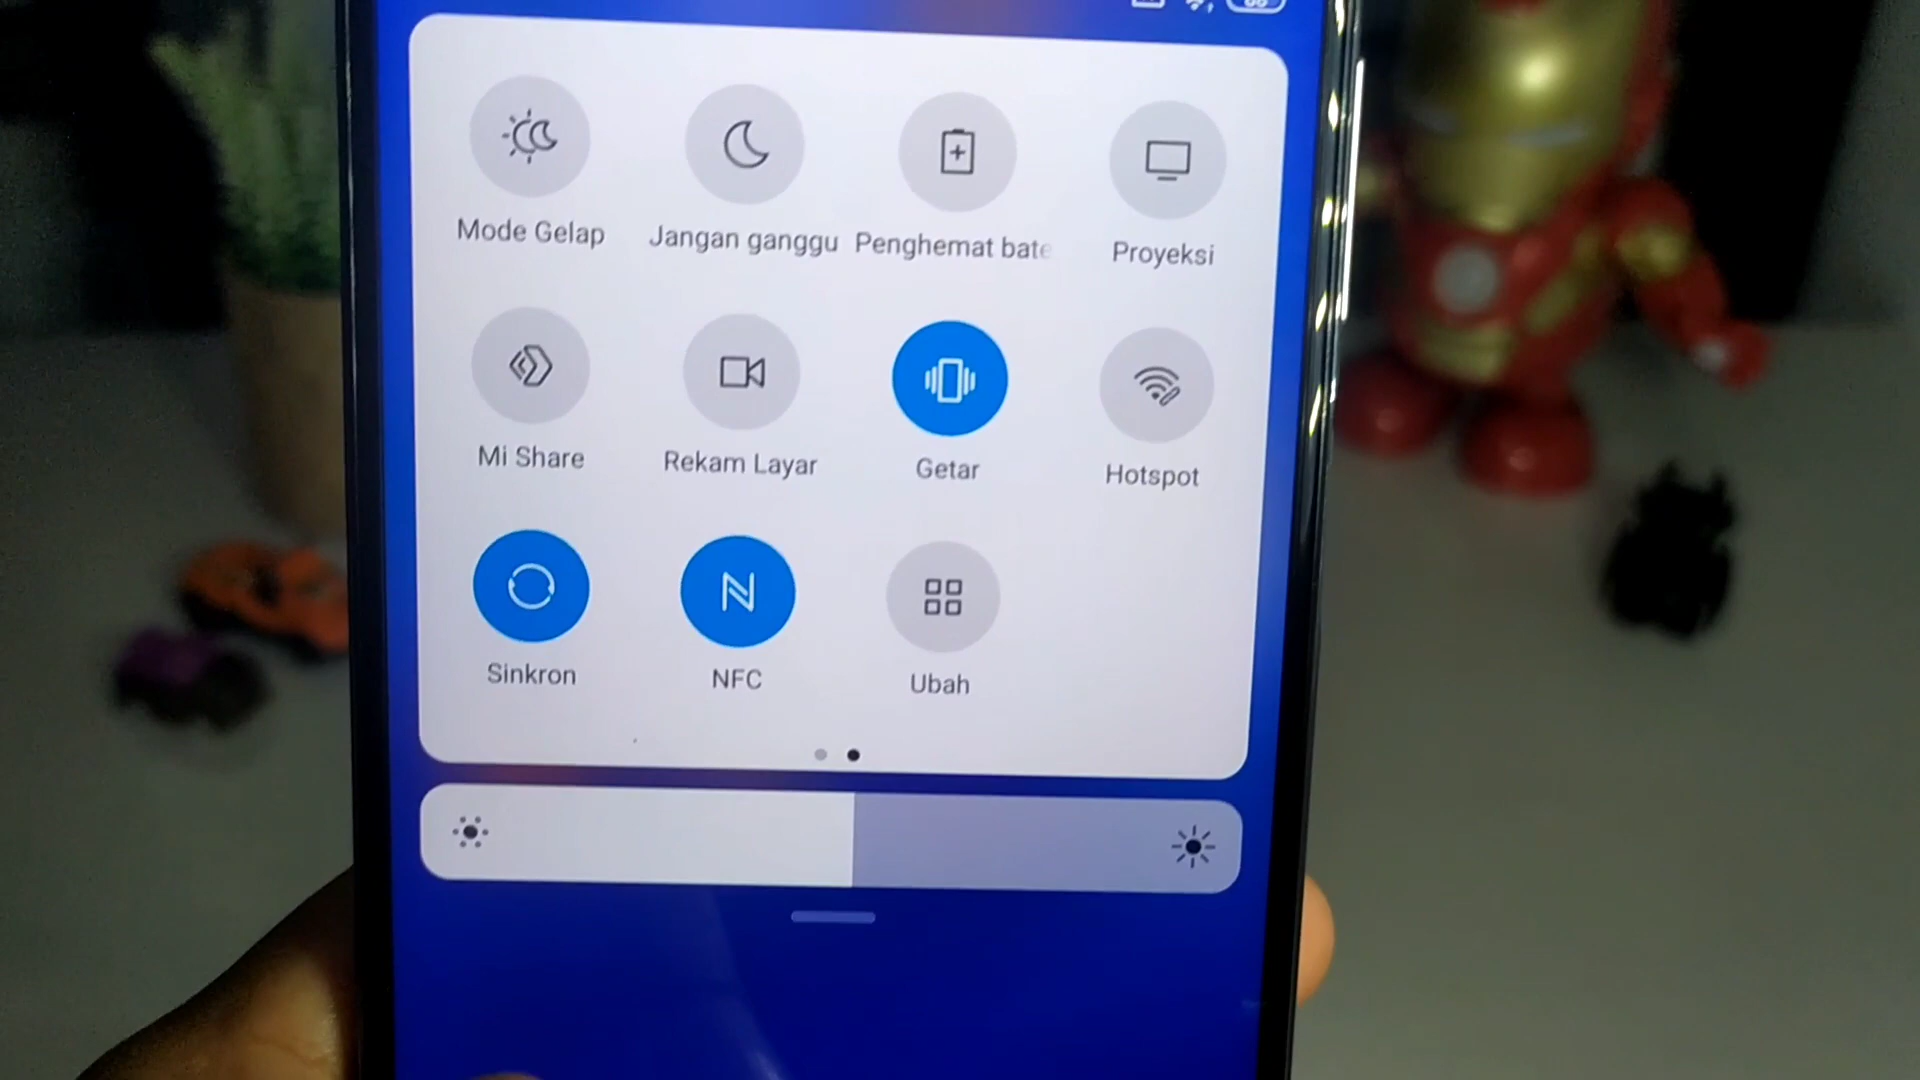 Mode Gelap
Jangan ganggu
Penghemat bate
Proyeksi
Mi Share
Rekam Layar
Getar
Hotspot
Sinkron
NFC
Ubah